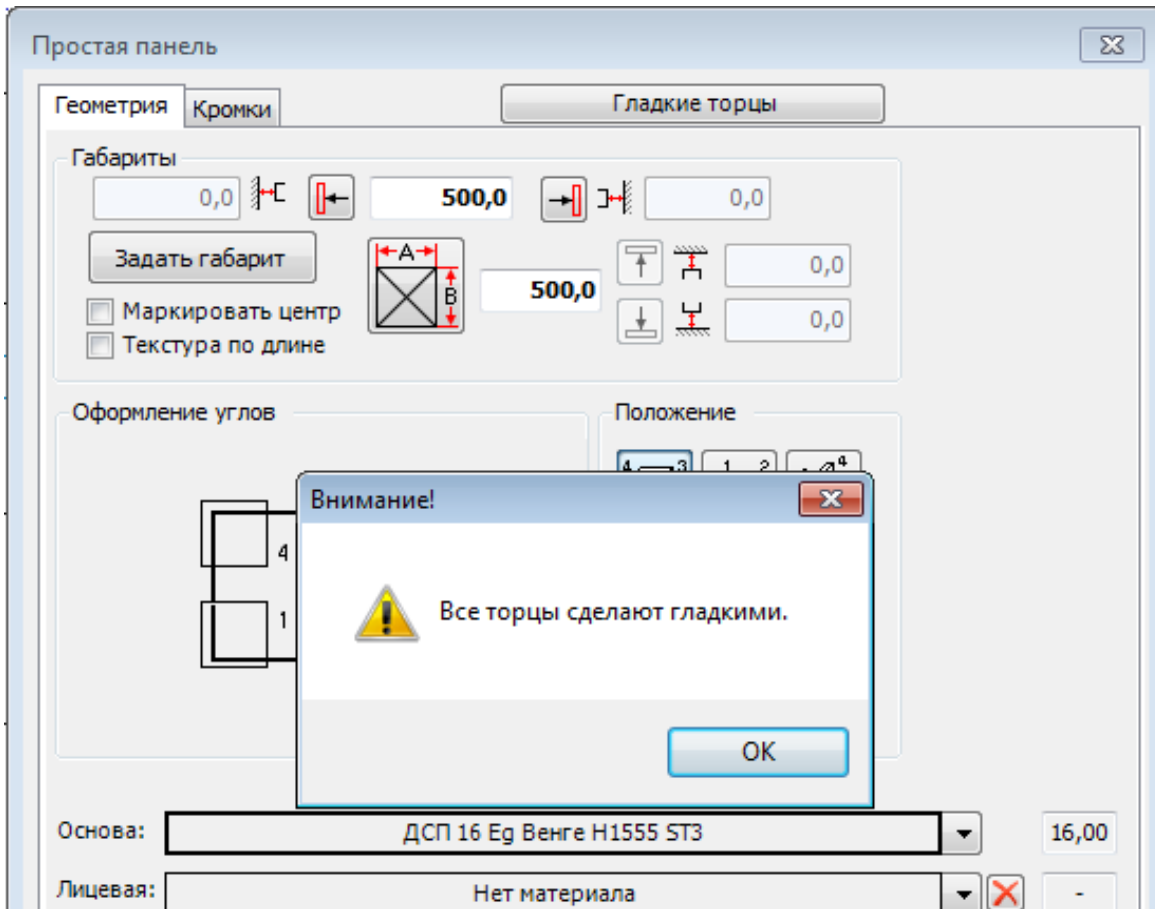 Простая панель
Геометрия Кромки Гладкие торцы
Габариты
0,0 500,0 0,0
Задать габарит A B 500,0 0,0
Маркировать центр 0,0
Текстура по длине
Оформление углов Положение
4 3 1 2 4
Внимание!
4
Все торцы сделают гладкими.
1
OK
Основа: ДСП 16 Eg Венге H1555 ST3 16,00
Лицевая: Нет материала -